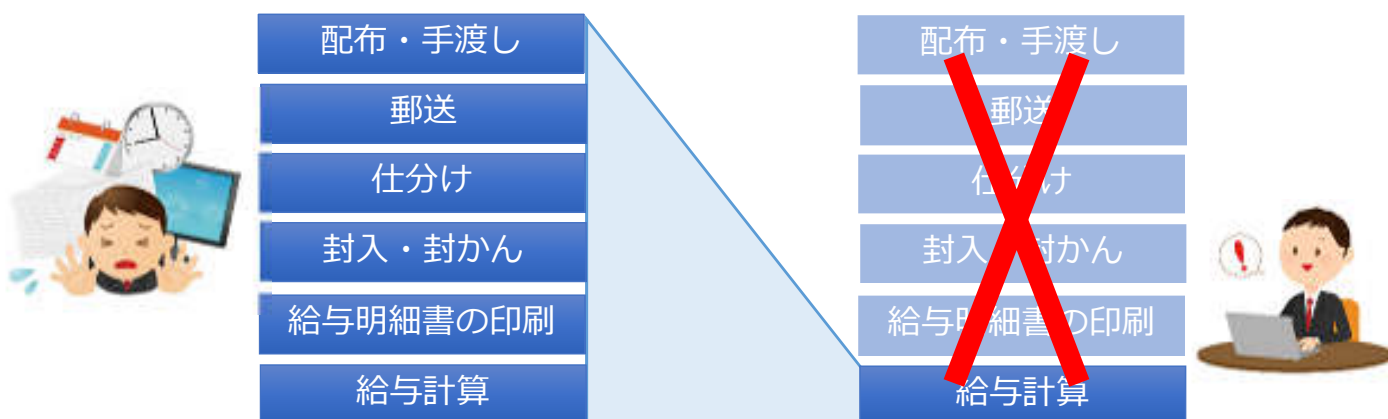 配布・手渡し
郵送
仕分け
封入・封かん
給与明細書の印刷
給与計算
配布・手渡し
郵送
仕分け
封入・封かん
給与明細書の印刷
給与計算